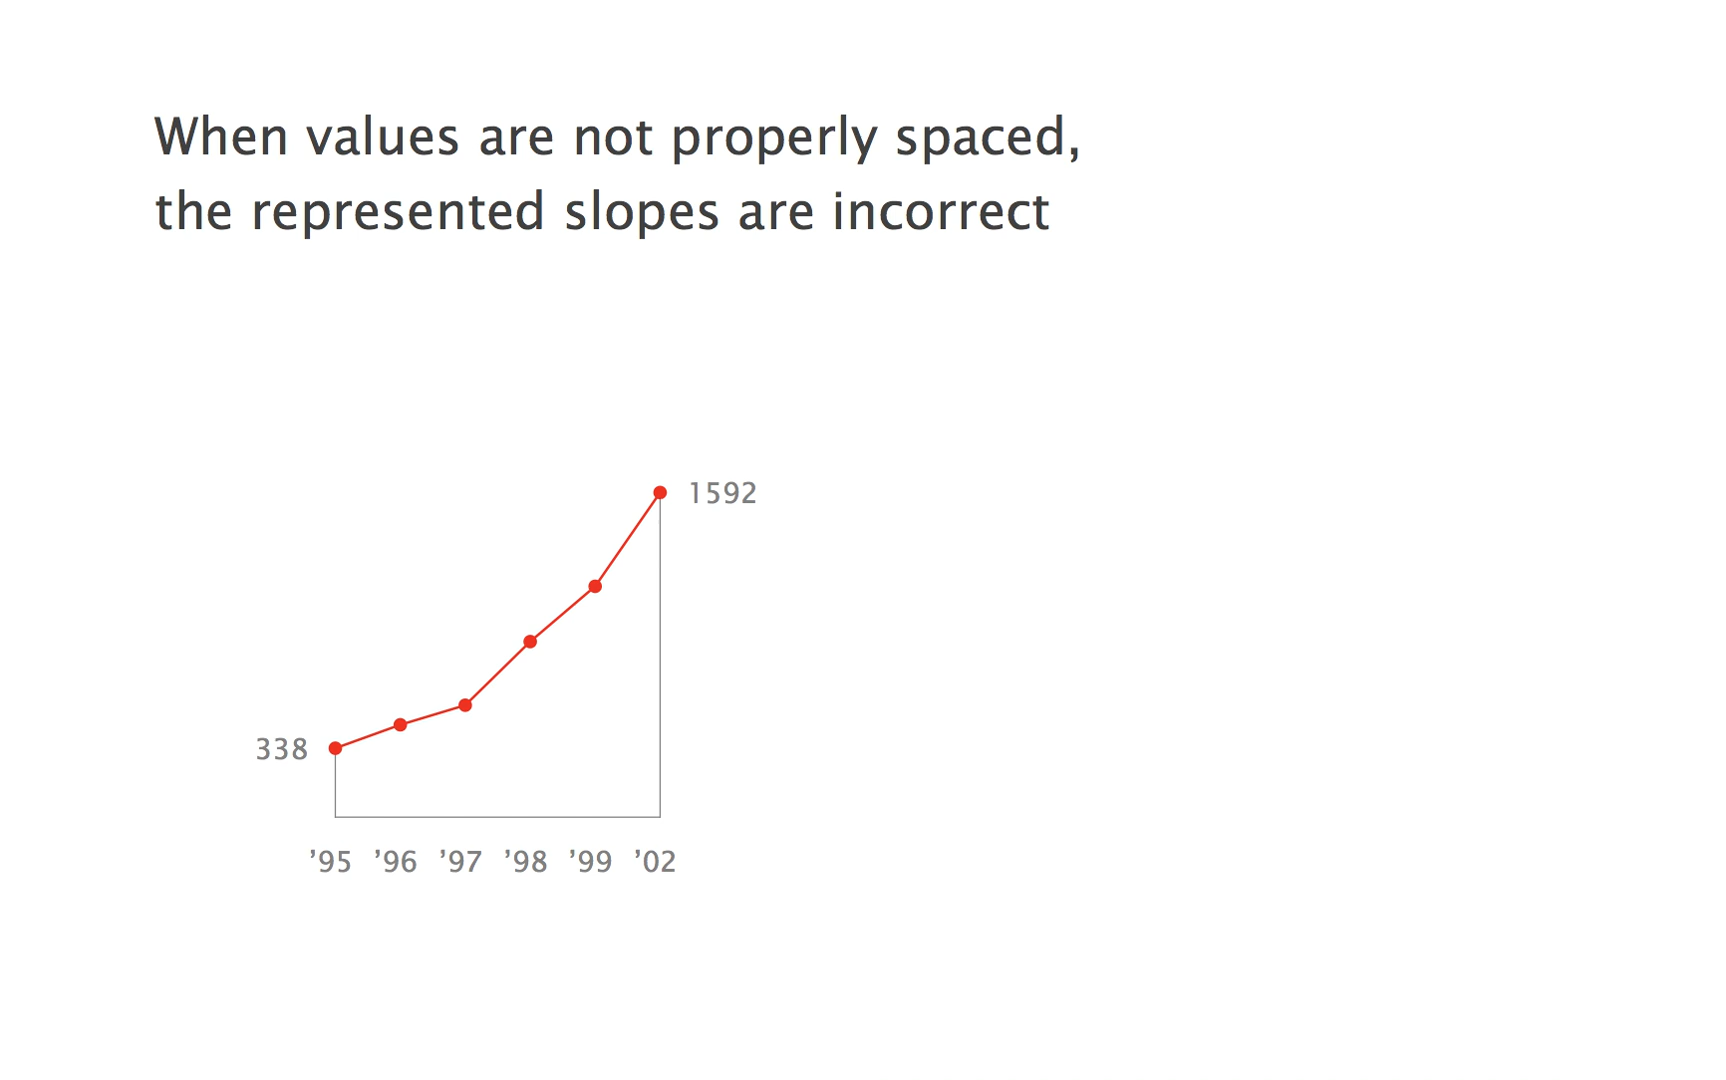 When values are not properly spaced,
the represented slopes are incorrect
1592
338
’95 ’96 ’97 ’98 ’99 ’02